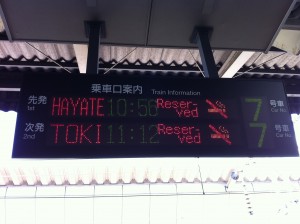 乗車口案内 Train Information
先発 1st HAYATE 10:56 Reser-ved 7 号車 Car No.
次発 2nd TOKI 11:12 Reser-ved 7 号車 Car No.